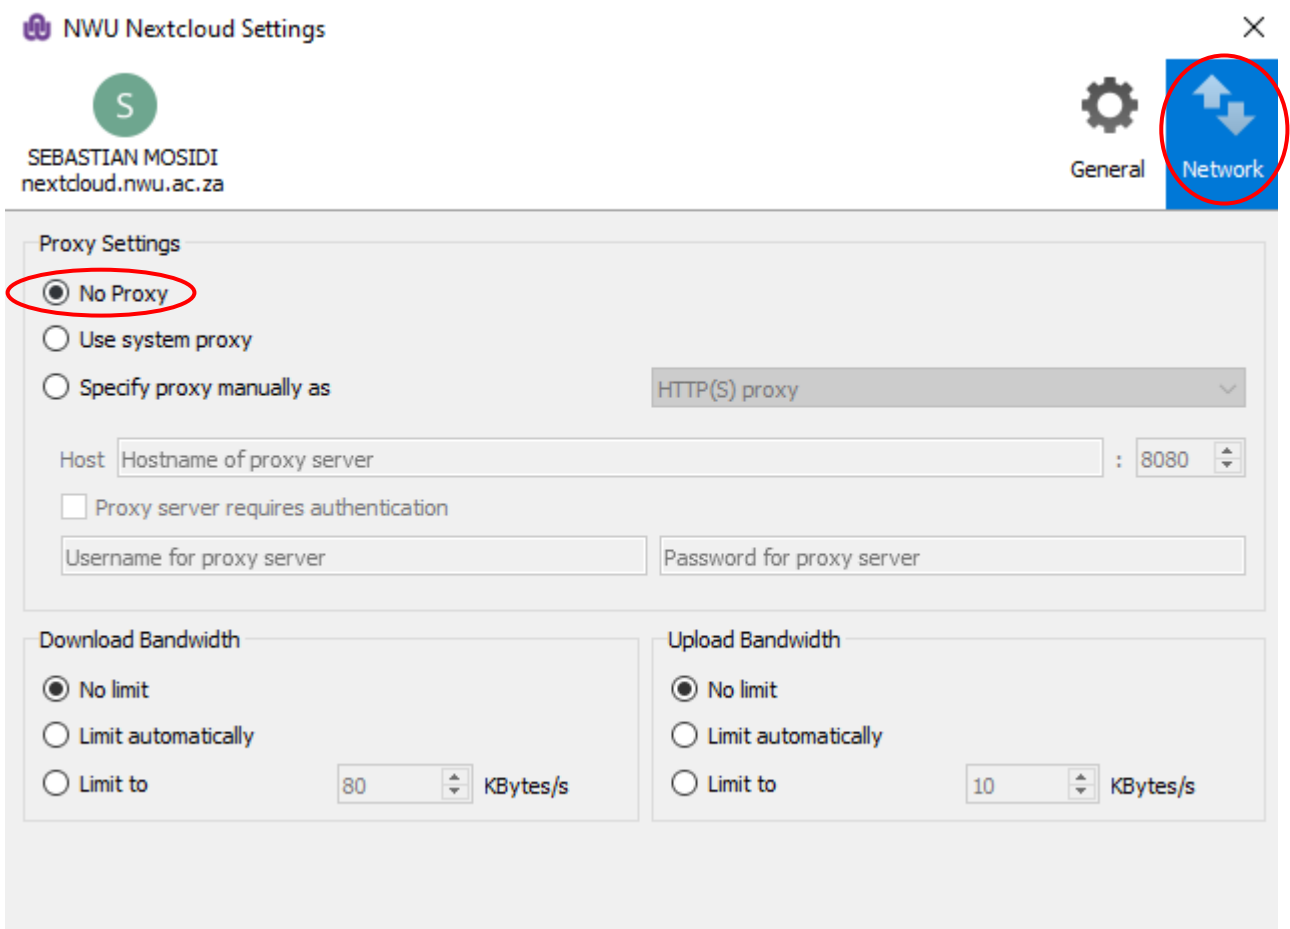 NWU Nextcloud Settings
S
SEBASTIAN MOSIDI
nextcloud.nwu.ac.za
General
Network
Proxy Settings
No Proxy
Use system proxy
Specify proxy manually as
HTTP(S) proxy
Host
Hostname of proxy server
:
8080
Proxy server requires authentication
Username for proxy server
Password for proxy server
Download Bandwidth
No limit
Limit automatically
Limit to
80
KBytes/s
Upload Bandwidth
No limit
Limit automatically
Limit to
10
KBytes/s